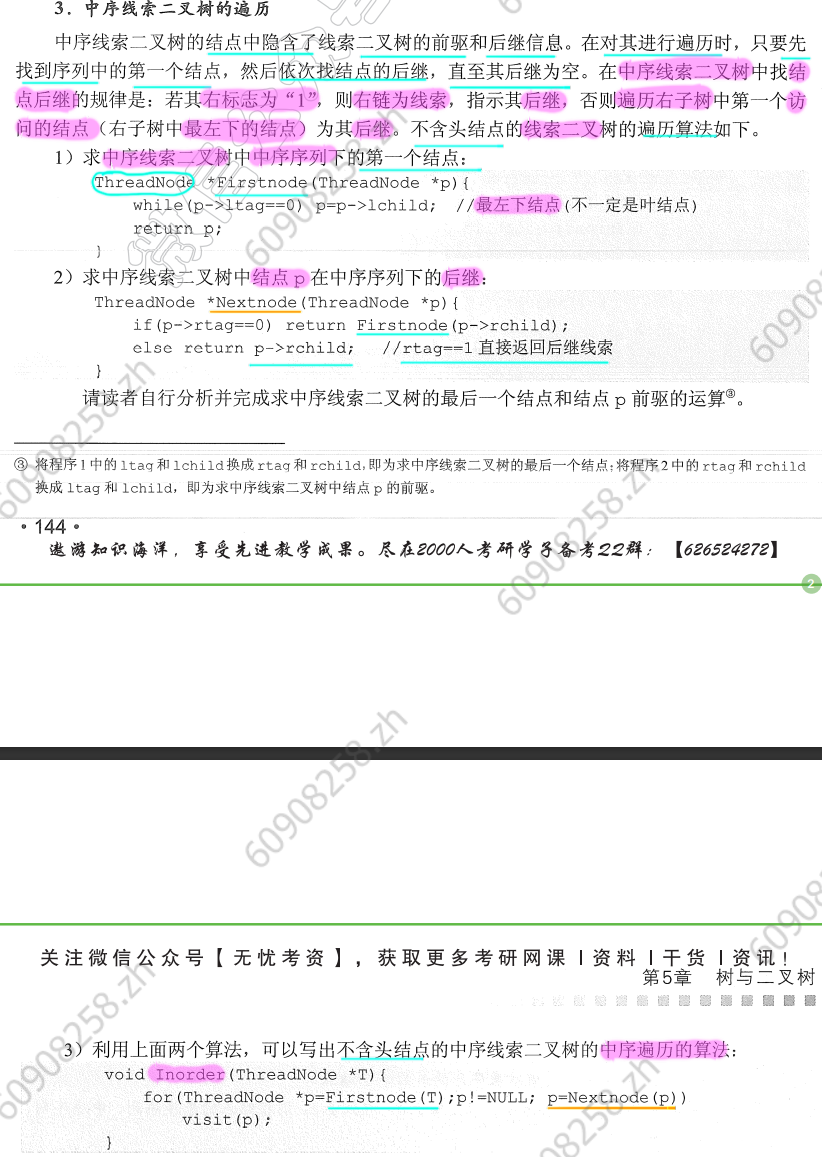 3．中序线索二叉树的遍历
中序线索二叉树的结点中隐含了线索二叉树的前驱和后继信息。在对其进行遍历时，只要先
找到序列中的第一个结点，然后依次找结点的后继，直至其后继为空。在中序线索二叉树中找结
点后继的规律是：若其右标志为“1”，则右链为线索，指示其后继，否则遍历右子树中第一个访
问的结点（右子树中最左下的结点）为其后继。不含头结点的线索二叉树的遍历算法如下。
1）求中序线索二叉树中中序序列下的第一个结点：
ThreadNode *Firstnode(ThreadNode *p){
while(p->ltag==0) p=p->lchild; //最左下结点(不一定是叶结点)
return p;
}
2）求中序线索二叉树中结点 p 在中序序列下的后继：
ThreadNode *Nextnode(ThreadNode *p){
if(p->rtag==0) return Firstnode(p->rchild);
else return p->rchild; //rtag==1 直接返回后继线索
}
请读者自行分析并完成求中序线索二叉树的最后一个结点和结点 p 前驱的运算③。
③ 将程序 1 中的 ltag 和 lchild 换成 rtag 和 rchild，即为求中序线索二叉树的最后一个结点；将程序 2 中的 rtag 和 rchild
换成 ltag 和 lchild，即为求中序线索二叉树中结点 p 的前驱。
·144·
遨游知识海洋，享受先进教学成果。尽在2000人考研学子备考QQ群：【626524272】
2
关注微信公众号【无忧考资】，获取更多考研网课 I 资料 I 干货 I 资讯！
第5章 树与二叉树
3）利用上面两个算法，可以写出不含头结点的中序线索二叉树的中序遍历的算法：
void Inorder(ThreadNode *T){
for(ThreadNode *p=Firstnode(T);p!=NULL; p=Nextnode(p))
visit(p);
}
60908258.zh
60908258.zh
60908258.zh
60908258.zh
60908258.zh